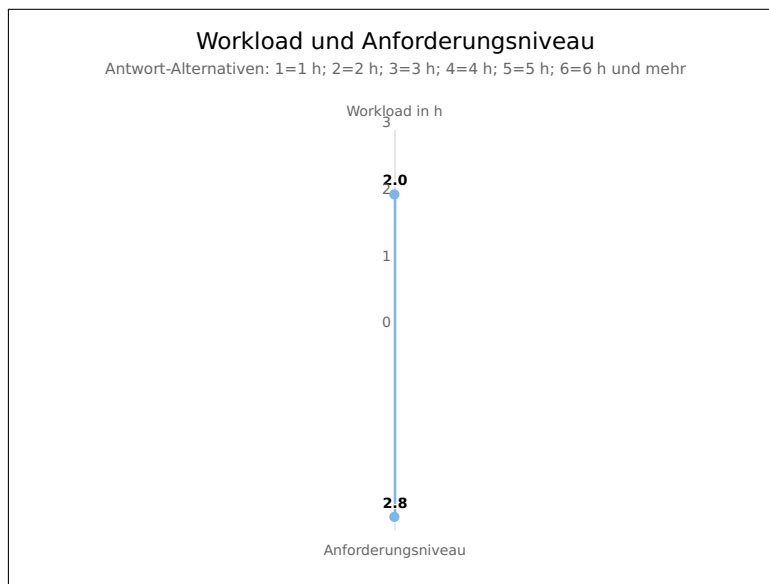 Workload und Anforderungsniveau
Antwort-Alternativen: 1=1 h; 2=2 h; 3=3 h; 4=4 h; 5=5 h; 6=6 h und mehr
Workload in h
3
2.0
2
1
0
2.8
Anforderungsniveau